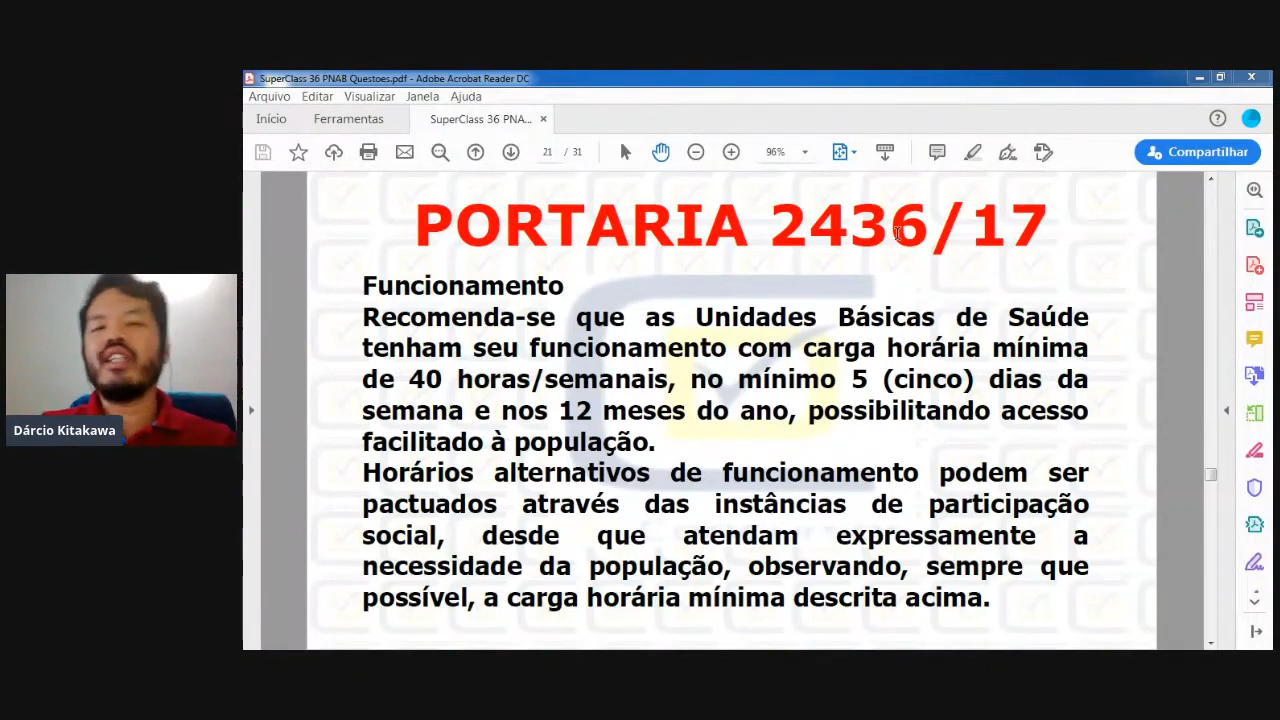 SuperClass 36 PNAB Questoes.pdf - Adobe Acrobat Reader DC
Arquivo Editar Visualizar Janela Ajuda
Início Ferramentas SuperClass 36 PNA... ×
21 / 31 96% Compartilhar
PORTARIA 2436/17
Funcionamento
Recomenda-se que as Unidades Básicas de Saúde
tenham seu funcionamento com carga horária mínima
de 40 horas/semanais, no mínimo 5 (cinco) dias da
semana e nos 12 meses do ano, possibilitando acesso
facilitado à população.
Horários alternativos de funcionamento podem ser
pactuados através das instâncias de participação
social, desde que atendam expressamente a
necessidade da população, observando, sempre que
possível, a carga horária mínima descrita acima.
Dárcio Kitakawa